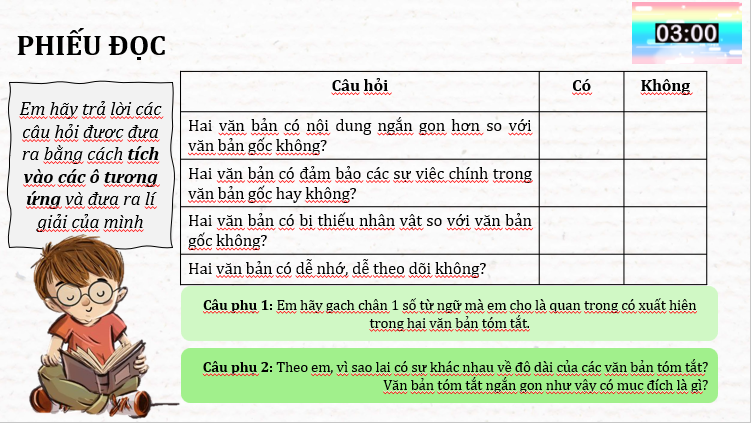 03:00
PHIẾU ĐỌC
Em hãy trả lời các
câu hỏi được đưa
ra bằng cách tích
vào các ô tương
ứng và đưa ra lí
giải của mình
Câu hỏi
Có
Không
Hai văn bản có nội dung ngắn gọn hơn so với
văn bản gốc không?
Hai văn bản có đảm bảo các sự việc chính trong
văn bản gốc hay không?
Hai văn bản có bị thiếu nhân vật so với văn bản
gốc không?
Hai văn bản có dễ nhớ, dễ theo dõi không?
Câu phụ 1: Em hãy gạch chân 1 số từ ngữ mà em cho là quan trọng có xuất hiện
trong hai văn bản tóm tắt.
Câu phụ 2: Theo em, vì sao lại có sự khác nhau về độ dài của các văn bản tóm tắt?
Văn bản tóm tắt ngắn gọn như vậy có mục đích là gì?